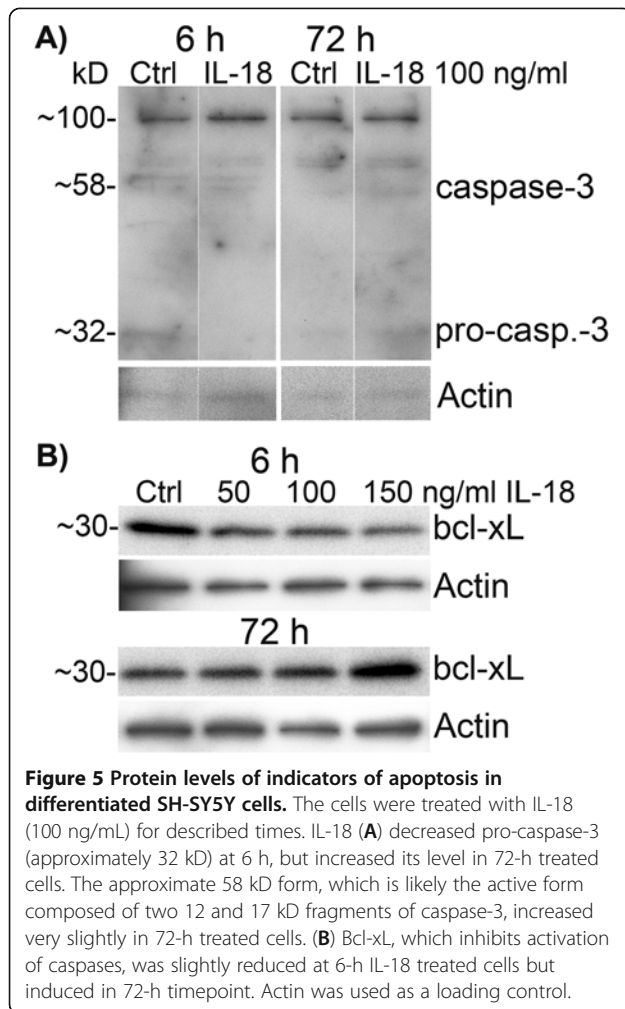 A)
6 h 72 h
kD Ctrl IL-18 Ctrl IL-18 100 ng/ml
~100-
~58- caspase-3
~32- pro-casp.-3
Actin
B)
6 h
Ctrl 50 100 150 ng/ml IL-18
~30- bcl-xL
Actin
72 h
~30- bcl-xL
Actin
Figure 5 Protein levels of indicators of apoptosis in
differentiated SH-SY5Y cells. The cells were treated with IL-18
(100 ng/mL) for described times. IL-18 (A) decreased pro-caspase-3
(approximately 32 kD) at 6 h, but increased its level in 72-h treated
cells. The approximate 58 kD form, which is likely the active form
composed of two 12 and 17 kD fragments of caspase-3, increased
very slightly in 72-h treated cells. (B) Bcl-xL, which inhibits activation
of caspases, was slightly reduced at 6-h IL-18 treated cells but
induced in 72-h timepoint. Actin was used as a loading control.